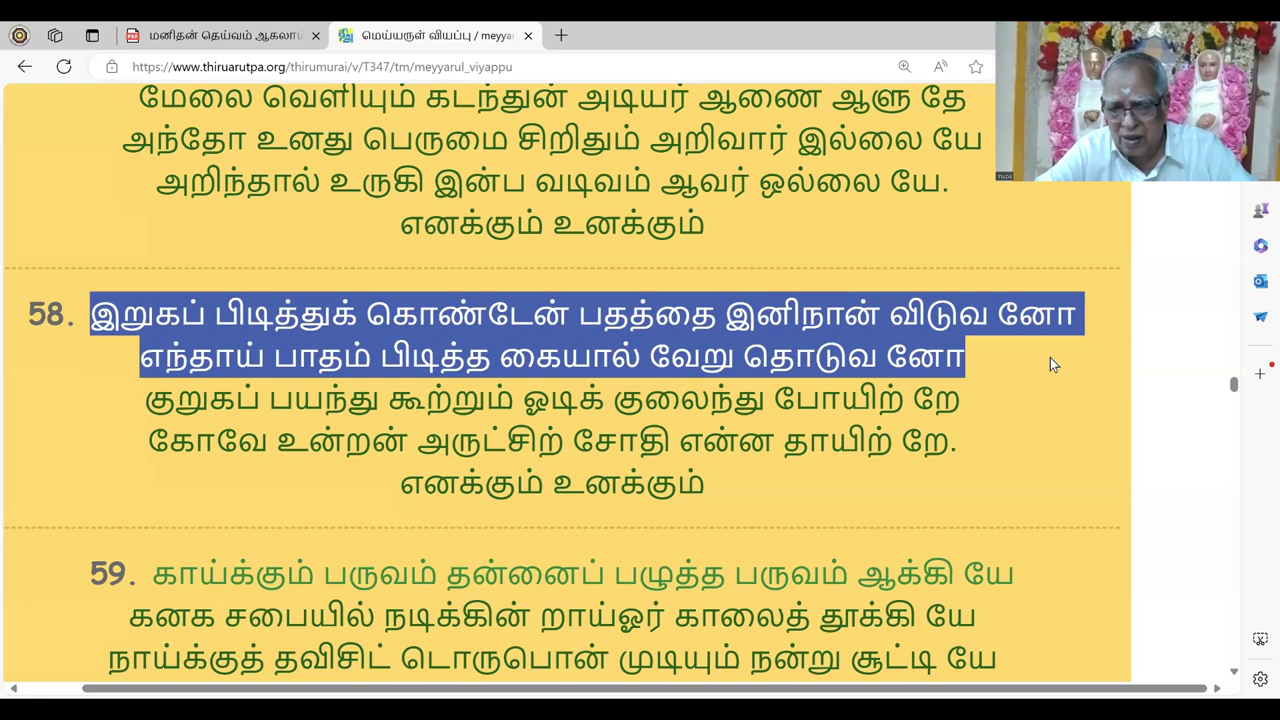 மனிதன் தெய்வம் ஆகலாம்
மெய்யருள் வியப்பு / meyyar
https://www.thiruarutpa.org/thirumurai/v/T347/tm/meyyarul_viyappu
மேலை வெளியும் கடந்துன் அடியர் ஆணை ஆளு தே
அந்தோ உனது பெருமை சிறிதும் அறிவார் இல்லை யே
அறிந்தால் உருகி இன்ப வடிவம் ஆவர் ஒல்லை யே.
எனக்கும் உனக்கும்
58. இறுகப் பிடித்துக் கொண்டேன் பதத்தை இனிநான் விடுவ னோ
எந்தாய் பாதம் பிடித்த கையால் வேறு தொடுவ னோ
குறுகப் பயந்து கூற்றும் ஓடிக் குலைந்து போயிற் றே
கோவே உன்றன் அருட்சிற் சோதி என்ன தாயிற் றே.
எனக்கும் உனக்கும்
59. காய்க்கும் பருவம் தன்னைப் பழுத்த பருவம் ஆக்கி யே
கனக சபையில் நடிக்கின் றாய்ஓர் காலைத் தூக்கி யே
நாய்க்குத் தவிசிட் டொருபொன் முடியும் நன்று சூட்டி யே